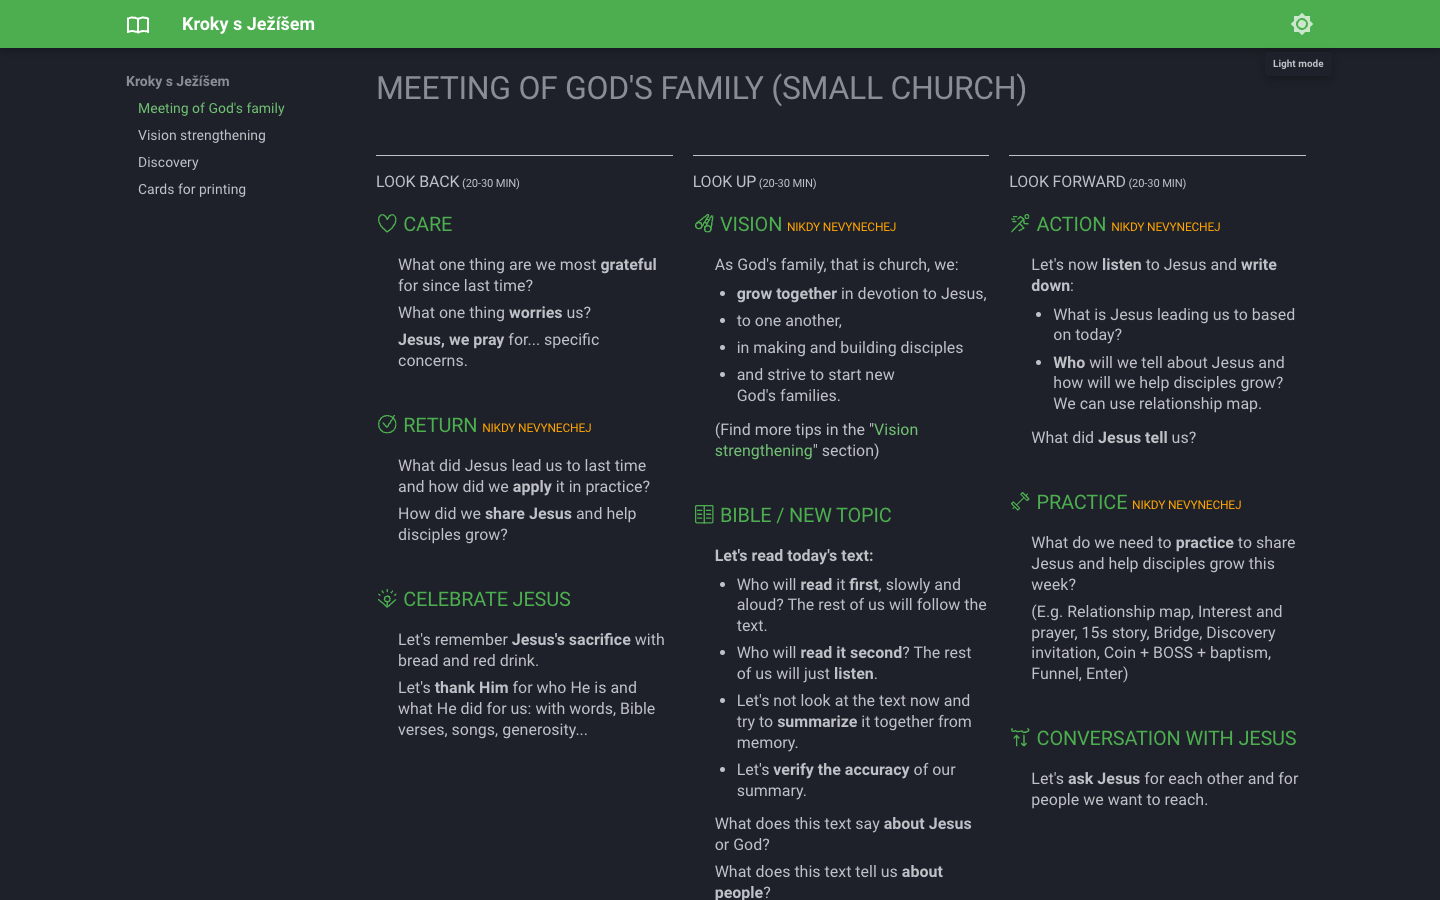 Kroky s Ježíšem
Light mode
Kroky s Ježíšem
Meeting of God's family
Vision strengthening
Discovery
Cards for printing
MEETING OF GOD'S FAMILY (SMALL CHURCH)
LOOK BACK (20-30 MIN)
CARE
What one thing are we most grateful
for since last time?
What one thing worries us?
Jesus, we pray for... specific
concerns.
RETURN NIKDY NEVYNECHEJ
What did Jesus lead us to last time
and how did we apply it in practice?
How did we share Jesus and help
disciples grow?
CELEBRATE JESUS
Let's remember Jesus's sacrifice with
bread and red drink.
Let's thank Him for who He is and
what He did for us: with words, Bible
verses, songs, generosity...
LOOK UP (20-30 MIN)
VISION NIKDY NEVYNECHEJ
As God's family, that is church, we:
• grow together in devotion to Jesus,
• to one another,
• in making and building disciples
• and strive to start new
God's families.
(Find more tips in the "Vision
strengthening" section)
BIBLE / NEW TOPIC
Let's read today's text:
• Who will read it first, slowly and
aloud? The rest of us will follow the
text.
• Who will read it second? The rest
of us will just listen.
• Let's not look at the text now and
try to summarize it together from
memory.
• Let's verify the accuracy of our
summary.
What does this text say about Jesus
or God?
What does this text tell us about
people?
LOOK FORWARD (20-30 MIN)
ACTION NIKDY NEVYNECHEJ
Let's now listen to Jesus and write
down:
• What is Jesus leading us to based
on today?
• Who will we tell about Jesus and
how will we help disciples grow?
We can use relationship map.
What did Jesus tell us?
PRACTICE NIKDY NEVYNECHEJ
What do we need to practice to share
Jesus and help disciples grow this
week?
(E.g. Relationship map, Interest and
prayer, 15s story, Bridge, Discovery
invitation, Coin + BOSS + baptism,
Funnel, Enter)
CONVERSATION WITH JESUS
Let's ask Jesus for each other and for
people we want to reach.